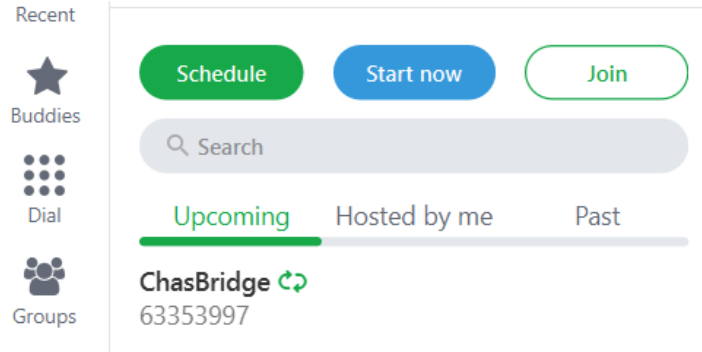 Recent
Buddies
Dial
Groups
Schedule Start now Join
Search
Upcoming Hosted by me Past
ChasBridge
63353997